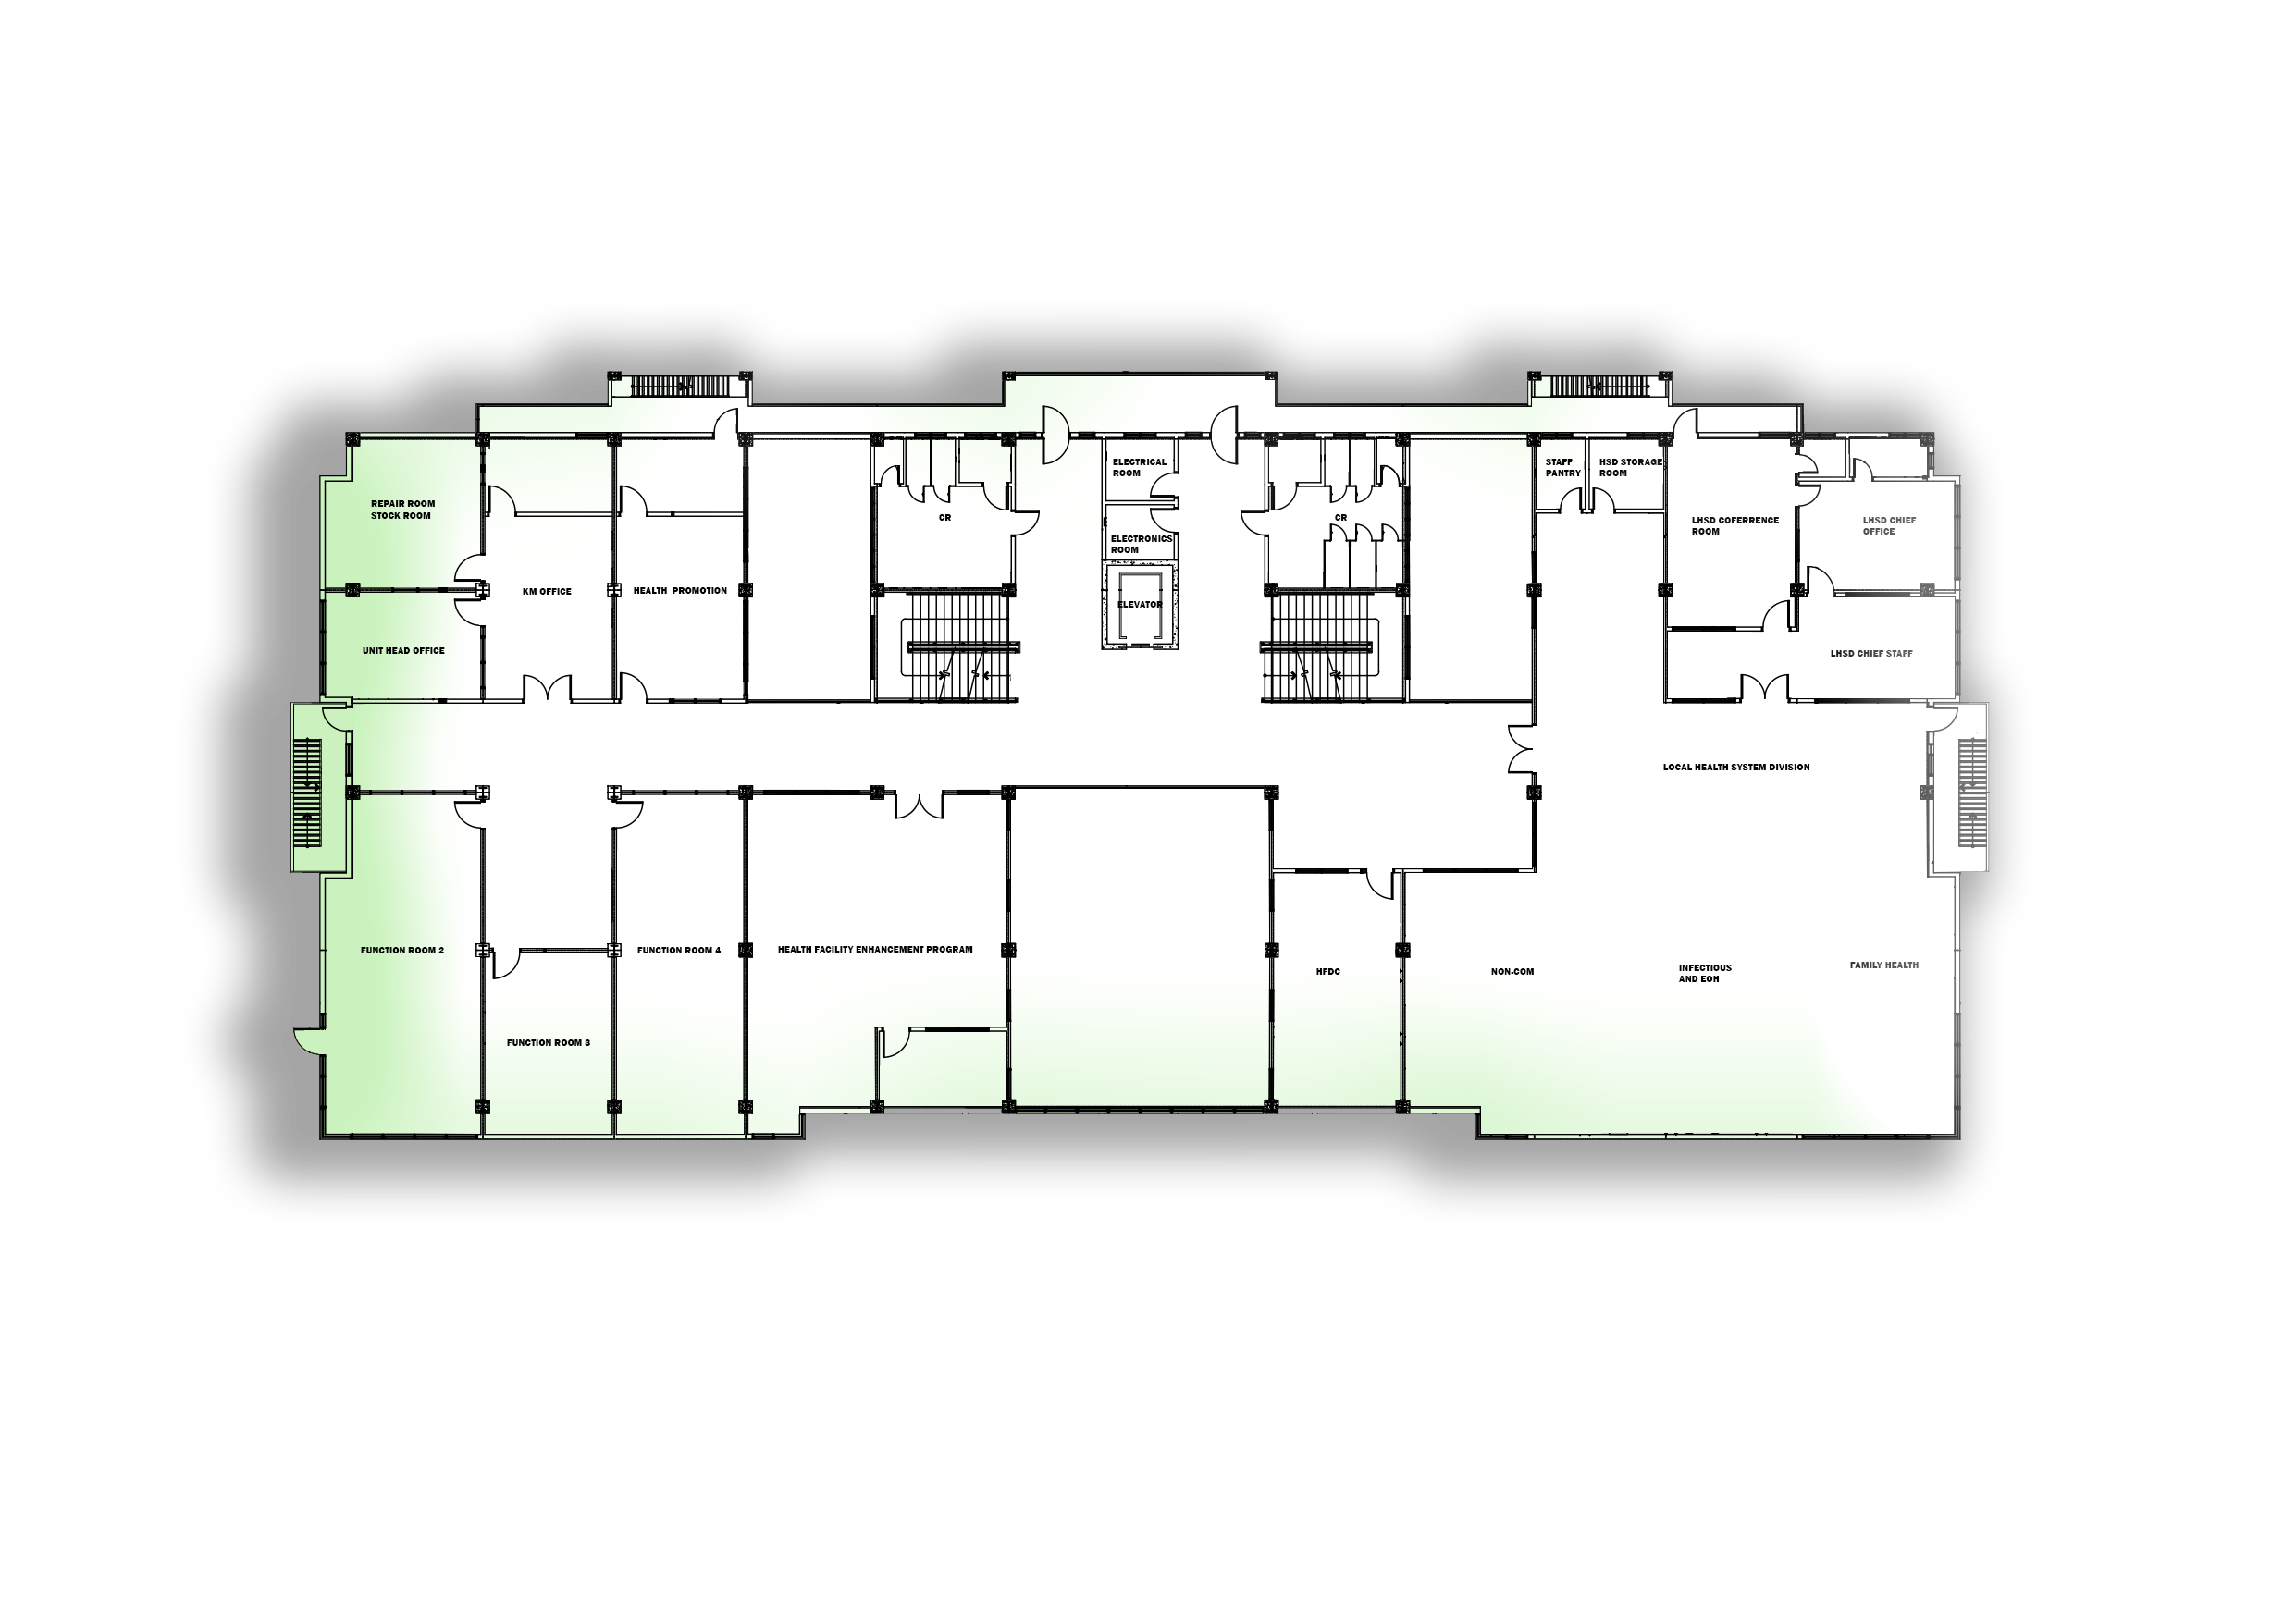 ELECTRICAL
ROOM
STAFF
PANTRY
HSD STORAGE
ROOM
REPAIR ROOM
STOCK ROOM
CR
CR
LHSD COFERRENCE
ROOM
LHSD CHIEF
OFFICE
ELECTRONICS
ROOM
KM OFFICE
HEALTH PROMOTION
ELEVATOR
UNIT HEAD OFFICE
LHSD CHIEF STAFF
LOCAL HEALTH SYSTEM DIVISION
FUNCTION ROOM 2
FUNCTION ROOM 4
HEALTH FACILITY ENHANCEMENT PROGRAM
HFDC
NON-COM
INFECTIOUS
AND EOH
FAMILY HEALTH
FUNCTION ROOM 3